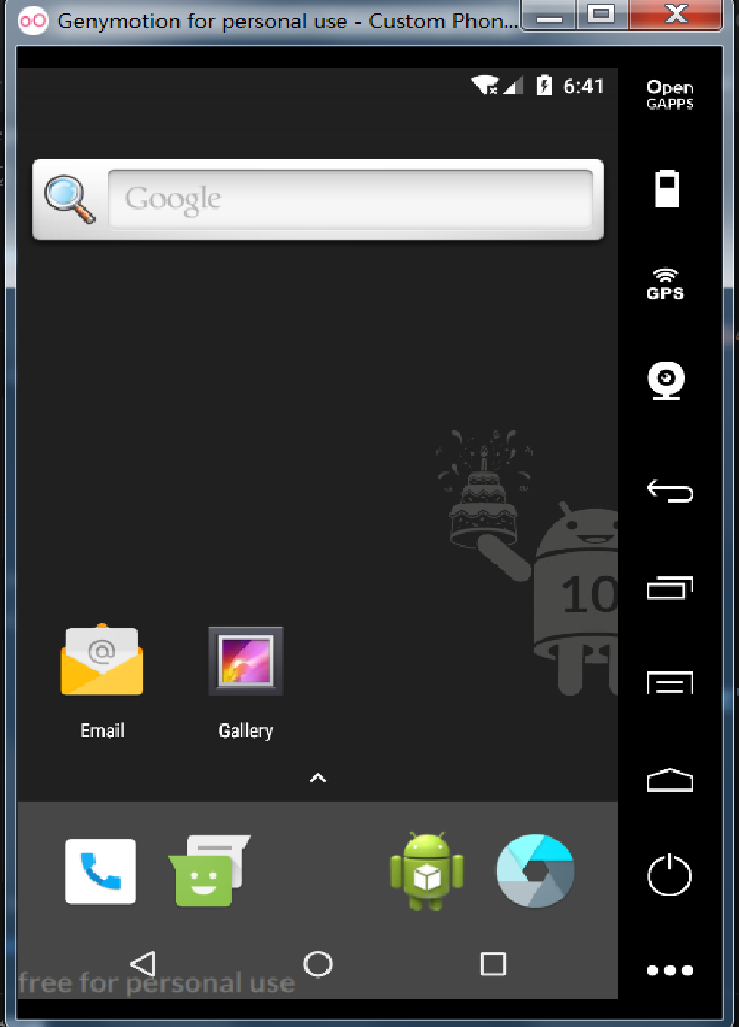 Genymotion for personal use - Custom Phon...
6:41
Open
GAPPS
Google
GPS
10
@
Email
Gallery
free for personal use